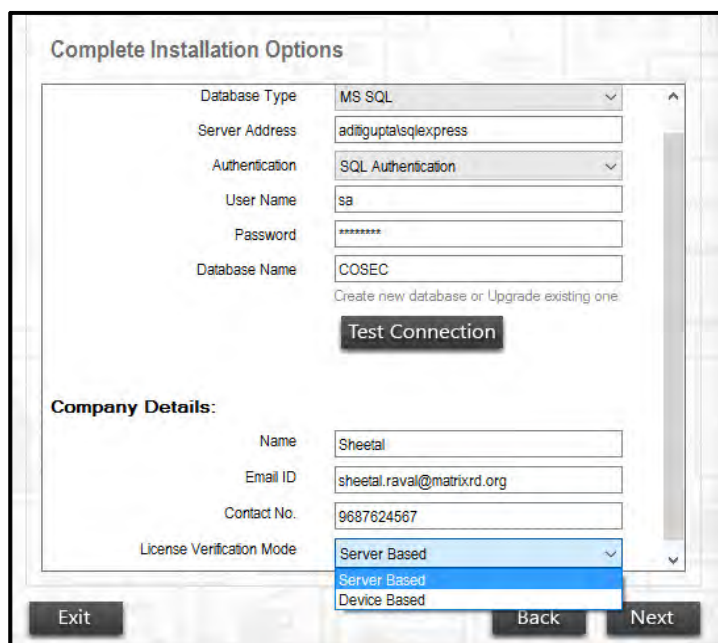 Complete Installation Options
Database Type MS SQL
Server Address aditigupta\sqlexpress
Authentication SQL Authentication
User Name sa
Password ********
Database Name COSEC
Create new database or Upgrade existing one
Test Connection
Company Details:
Name Sheetal
Email ID sheetal.raval@matrixrd.org
Contact No. 9687624567
License Verification Mode Server Based
Server Based
Device Based
Exit Back Next